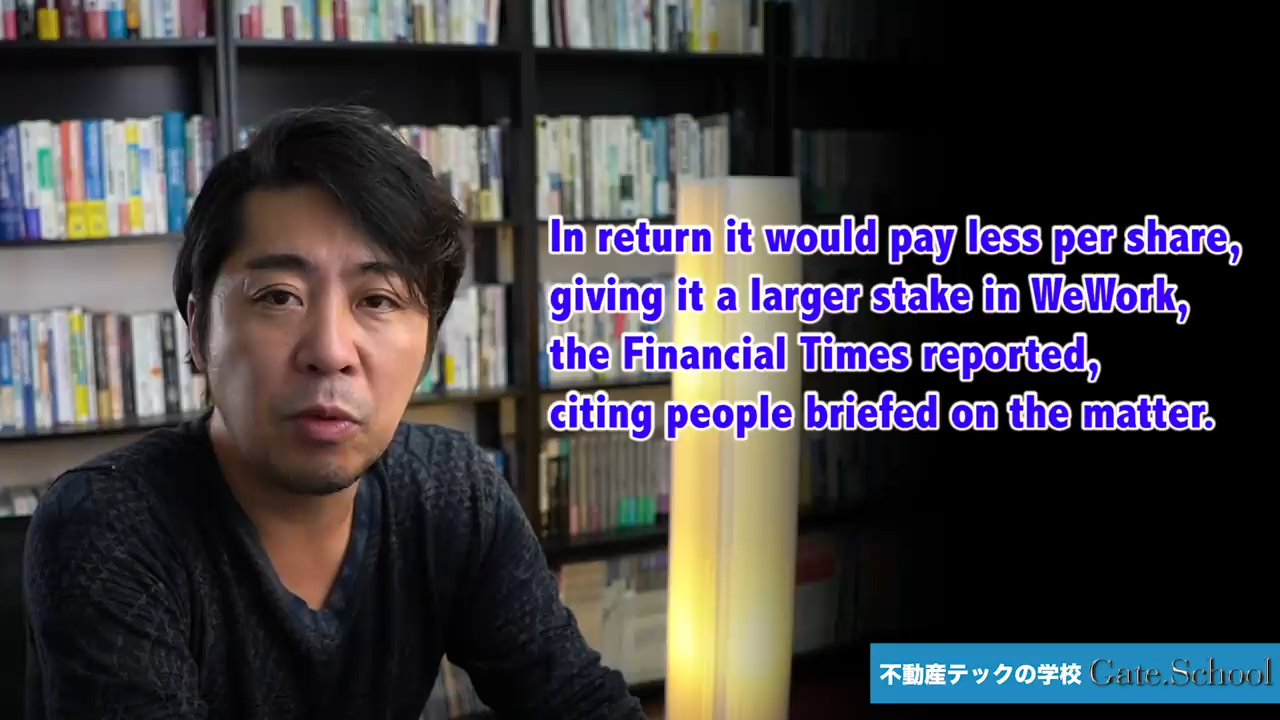 In return it would pay less per share,
giving it a larger stake in WeWork,
the Financial Times reported,
citing people briefed on the matter.
不動産テックの学校 Gate.School